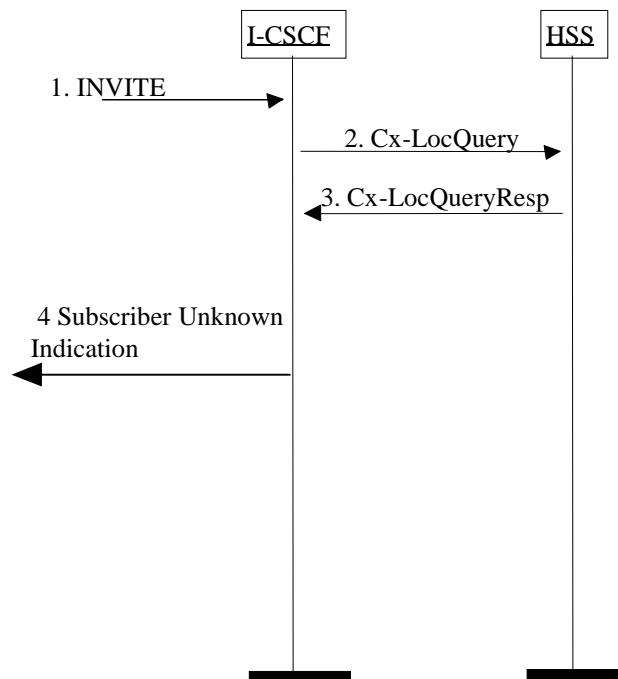 I-CSCF
HSS
1. INVITE
2. Cx-LocQuery
3. Cx-LocQueryResp
4 Subscriber Unknown
Indication